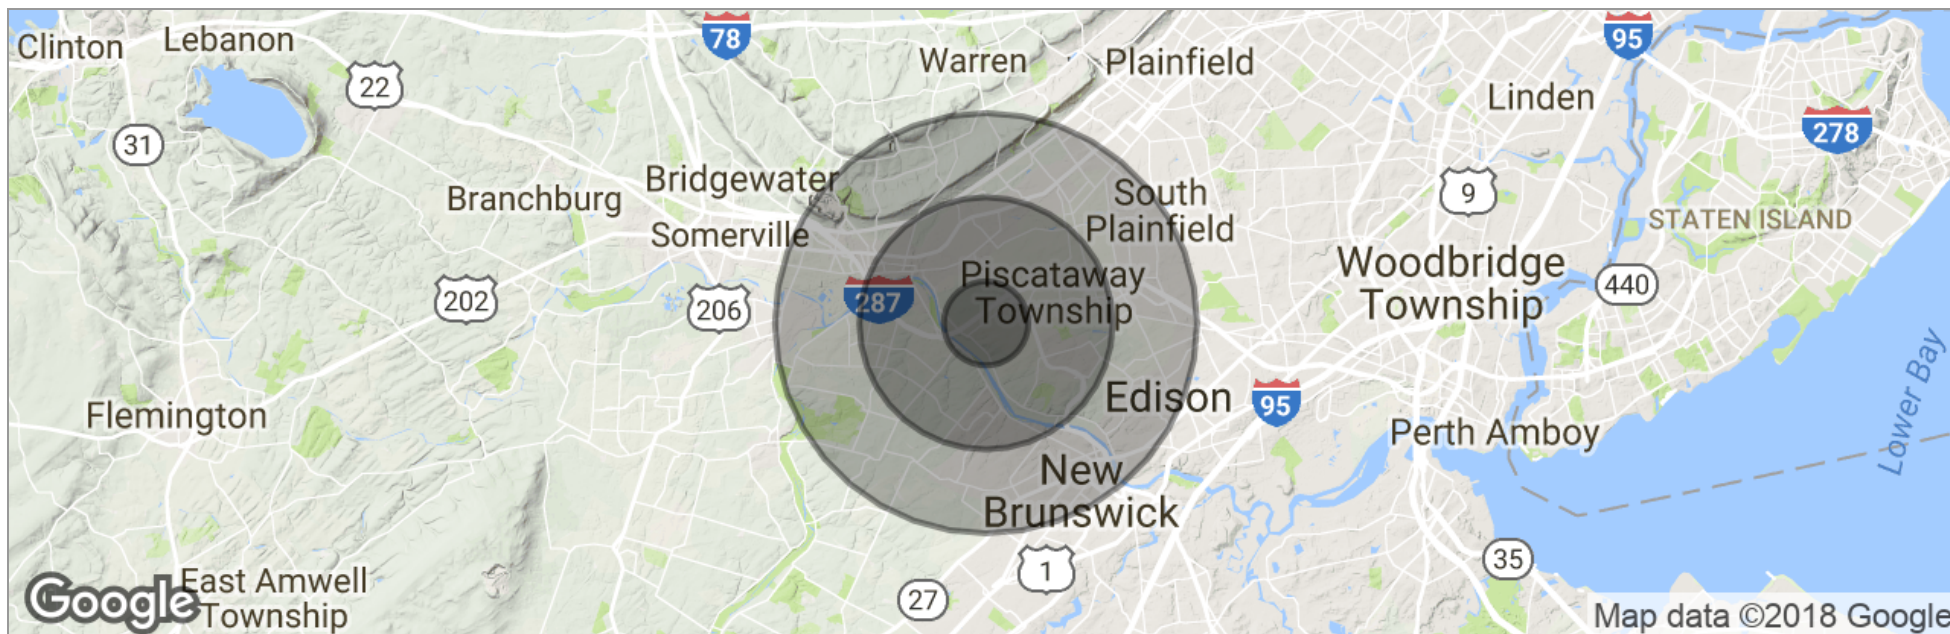 Clinton
Lebanon
78
Warren
Plainfield
95
22
Linden
31
278
Bridgewater
Branchburg
Somerville
South
Plainfield
9
STATEN ISLAND
Piscataway
Township
Woodbridge
Township
202
206
287
440
Flemington
Edison
95
Perth Amboy
Lower Bay
New
Brunswick
1
35
27
East Amwell
Township
Google
Map data ©2018 Google